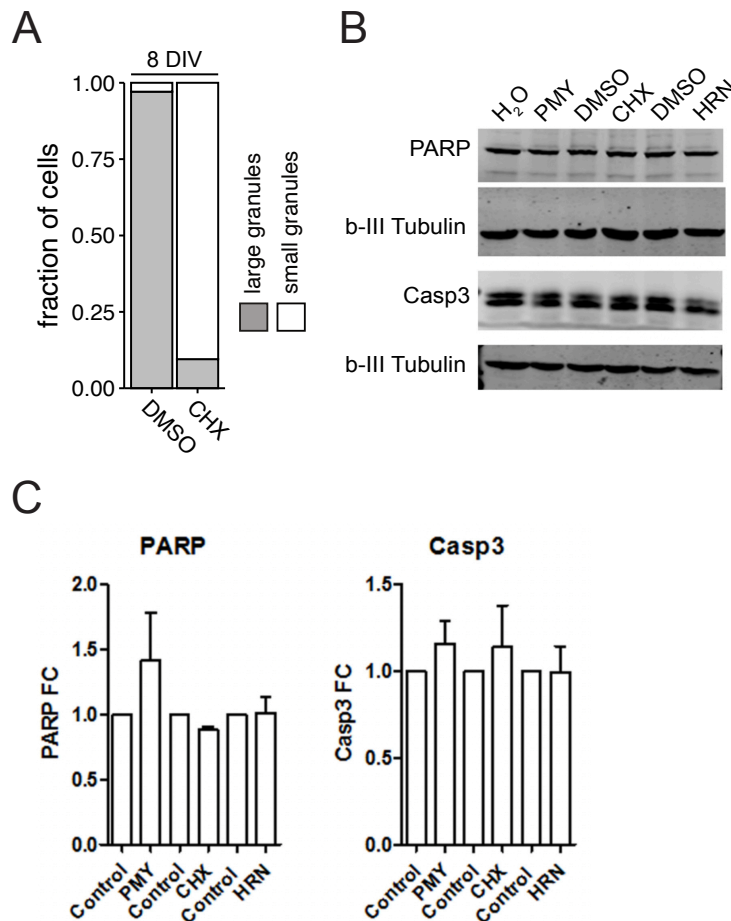 A
8 DIV
1.00
0.75
0.50
0.25
0.00
fraction of cells
DMSO
CHX
large granules
small granules
B
H2O
PMY
DMSO
CHX
DMSO
HRN
PARP
b-III Tubulin
Casp3
b-III Tubulin
C
PARP
2.0
1.5
1.0
0.5
0.0
PARP FC
Control
PMY
Control
CHX
Control
HRN
Casp3
1.5
1.0
0.5
0.0
Casp3 FC
Control
PMY
Control
CHX
Control
HRN